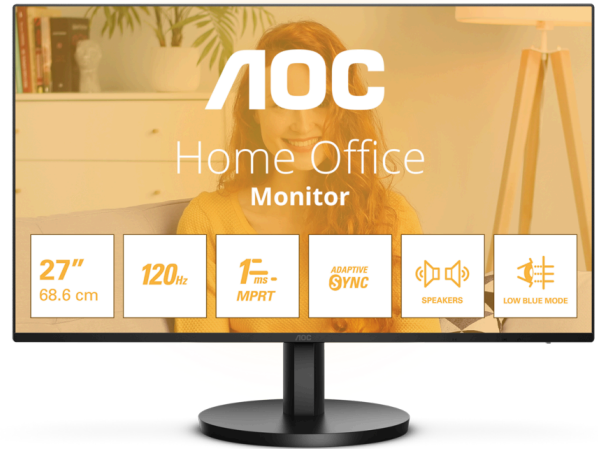 AOC
Home Office
Monitor
27"
68.6 cm
120Hz
1ms
MPRT
ADAPTIVE
SYNC
SPEAKERS
LOW BLUE MODE
AOC